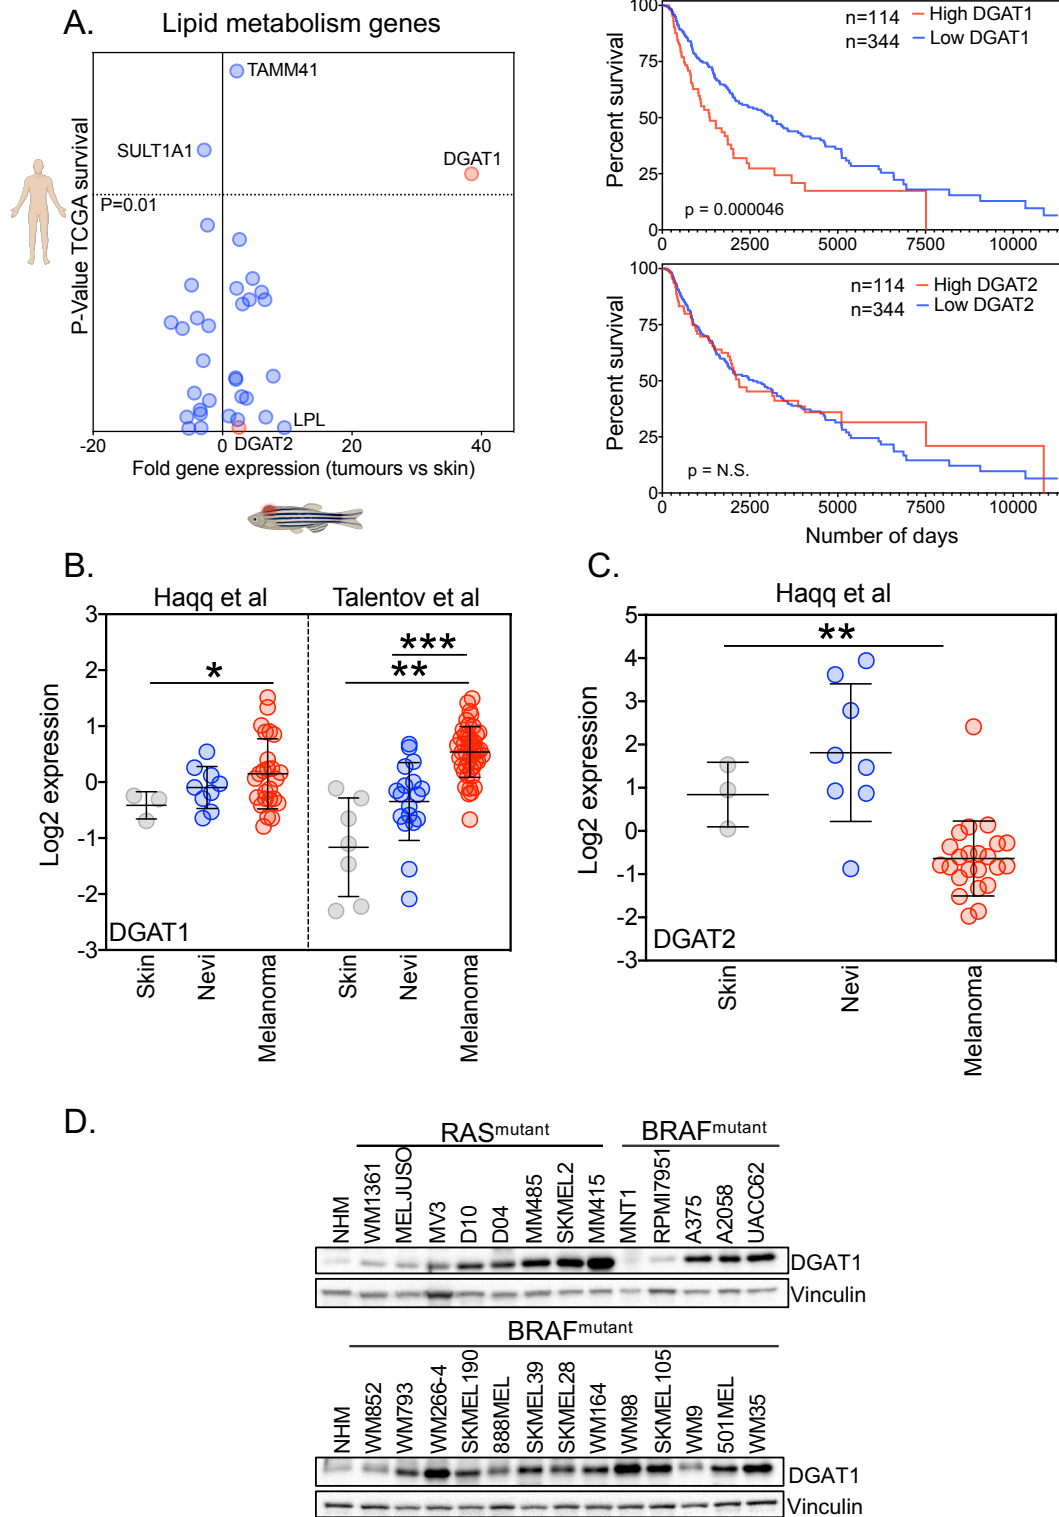 A.
Lipid metabolism genes
P-Value TCGA survival
TAMM41
SULT1A1
DGAT1
P=0.01
LPL
DGAT2
-20
0
20
40
Fold gene expression (tumours vs skin)
Percent survival
100
75
50
25
0
n=114 High DGAT1
n=344 Low DGAT1
p = 0.000046
0
2500
5000
7500
10000
Percent survival
100
75
50
25
0
n=114 High DGAT2
n=344 Low DGAT2
p = N.S.
0
2500
5000
7500
10000
Number of days
B.
Haqq et al
Talentov et al
Log2 expression
3
2
1
0
-1
-2
-3
*
***
**
DGAT1
Skin
Nevi
Melanoma
Skin
Nevi
Melanoma
C.
Haqq et al
Log2 expression
5
4
3
2
1
0
-1
-2
-3
**
DGAT2
Skin
Nevi
Melanoma
D.
RASmutant
BRAFmutant
NHM
WM1361
MELJUSO
MV3
D10
D04
MM485
SKMEL2
MM415
MNT1
RPMI7951
A375
A2058
UACC62
DGAT1
Vinculin
BRAFmutant
NHM
WM852
WM793
WM266-4
SKMEL190
888MEL
SKMEL39
SKMEL28
WM164
WM98
SKMEL105
WM9
501MEL
WM35
DGAT1
Vinculin